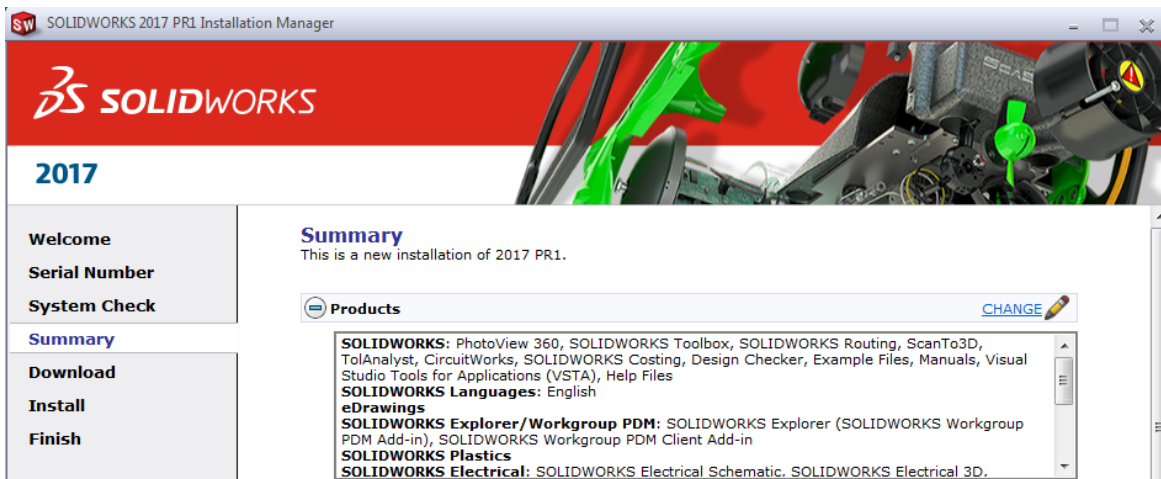 SOLIDWORKS 2017 PR1 Installation Manager
SOLIDWORKS
2017
Welcome
Serial Number
System Check
Summary
Download
Install
Finish
Summary
This is a new installation of 2017 PR1.
Products
CHANGE
SOLIDWORKS: PhotoView 360, SOLIDWORKS Toolbox, SOLIDWORKS Routing, ScanTo3D,
TolAnalyst, CircuitWorks, SOLIDWORKS Costing, Design Checker, Example Files, Manuals, Visual
Studio Tools for Applications (VSTA), Help Files
SOLIDWORKS Languages: English
eDrawings
SOLIDWORKS Explorer/Workgroup PDM: SOLIDWORKS Explorer (SOLIDWORKS Workgroup
PDM Add-in), SOLIDWORKS Workgroup PDM Client Add-in
SOLIDWORKS Plastics
SOLIDWORKS Electrical: SOLIDWORKS Electrical Schematic, SOLIDWORKS Electrical 3D,